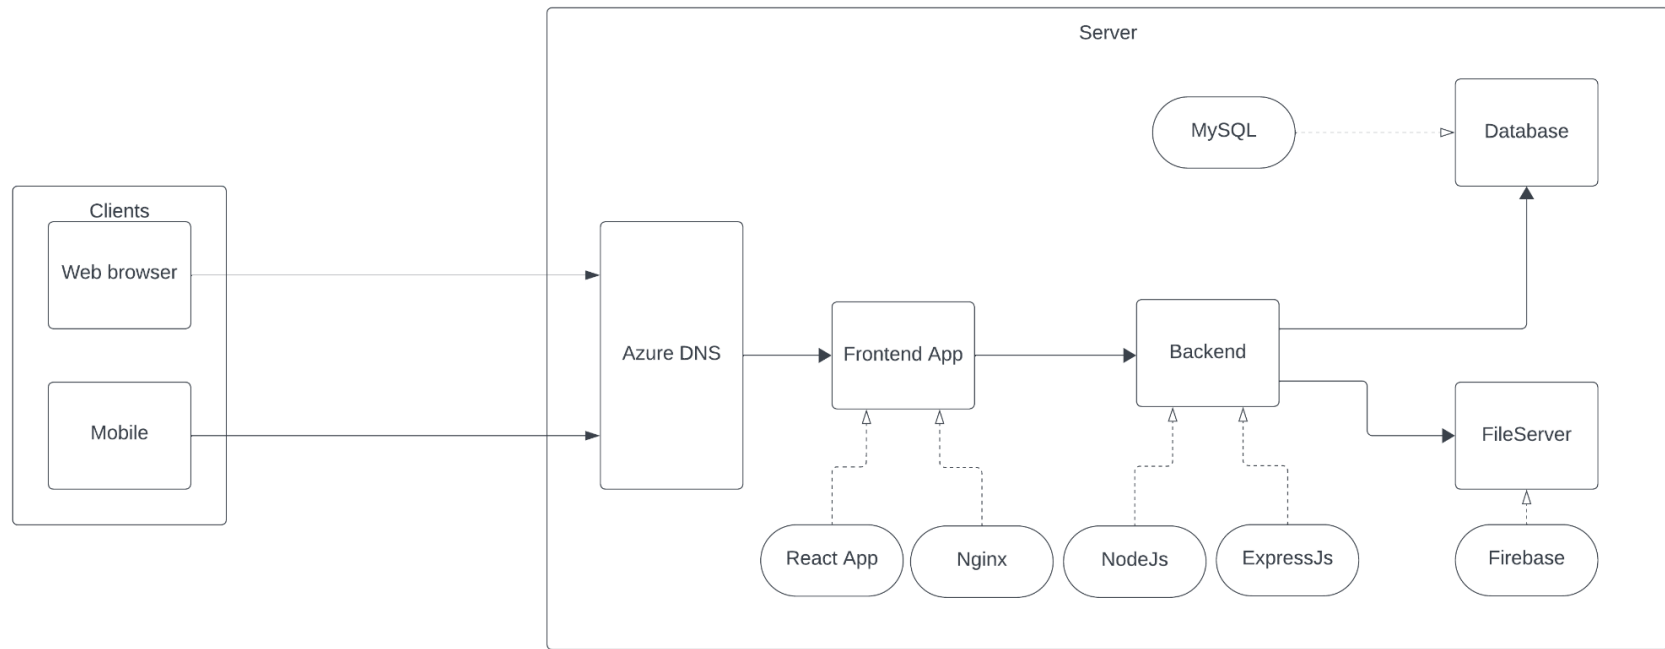 Server
MySQL
Database
Clients
Web browser
Mobile
Azure DNS
Frontend App
Backend
FileServer
React App
Nginx
NodeJs
ExpressJs
Firebase